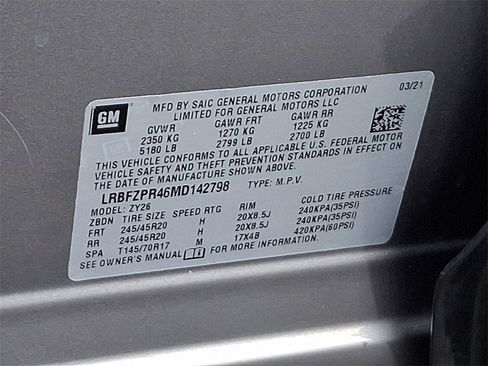 GM
MFD BY SAIC GENERAL MOTORS CORPORATION 03/21
LIMITED FOR GENERAL MOTORS LLC
GVWR GAWR FRT GAWR RR
2350 KG 1270 KG 1225 KG
5180 LB 2799 LB 2700 LB
THIS VEHICLE CONFORMS TO ALL APPLICABLE U.S. FEDERAL MOTOR
VEHICLE SAFETY AND THEFT PREVENTION STANDARDS IN EFFECT ON
THE DATE OF MANUFACTURE SHOWN ABOVE.
LRBFZPR46MD142798 TYPE: M.P.V.
MODEL: ZY26
ZBDN TIRE SIZE SPEED RTG RIM COLD TIRE PRESSURE
FRT 245/45R20 H 20X8.5J 240KPA(35PSI)
RR 245/45R20 H 20X8.5J 240KPA(35PSI)
SPA T145/70R17 M 17X4B 420KPA(60PSI)
SEE OWNER'S MANUAL FOR MORE INFORMATION.